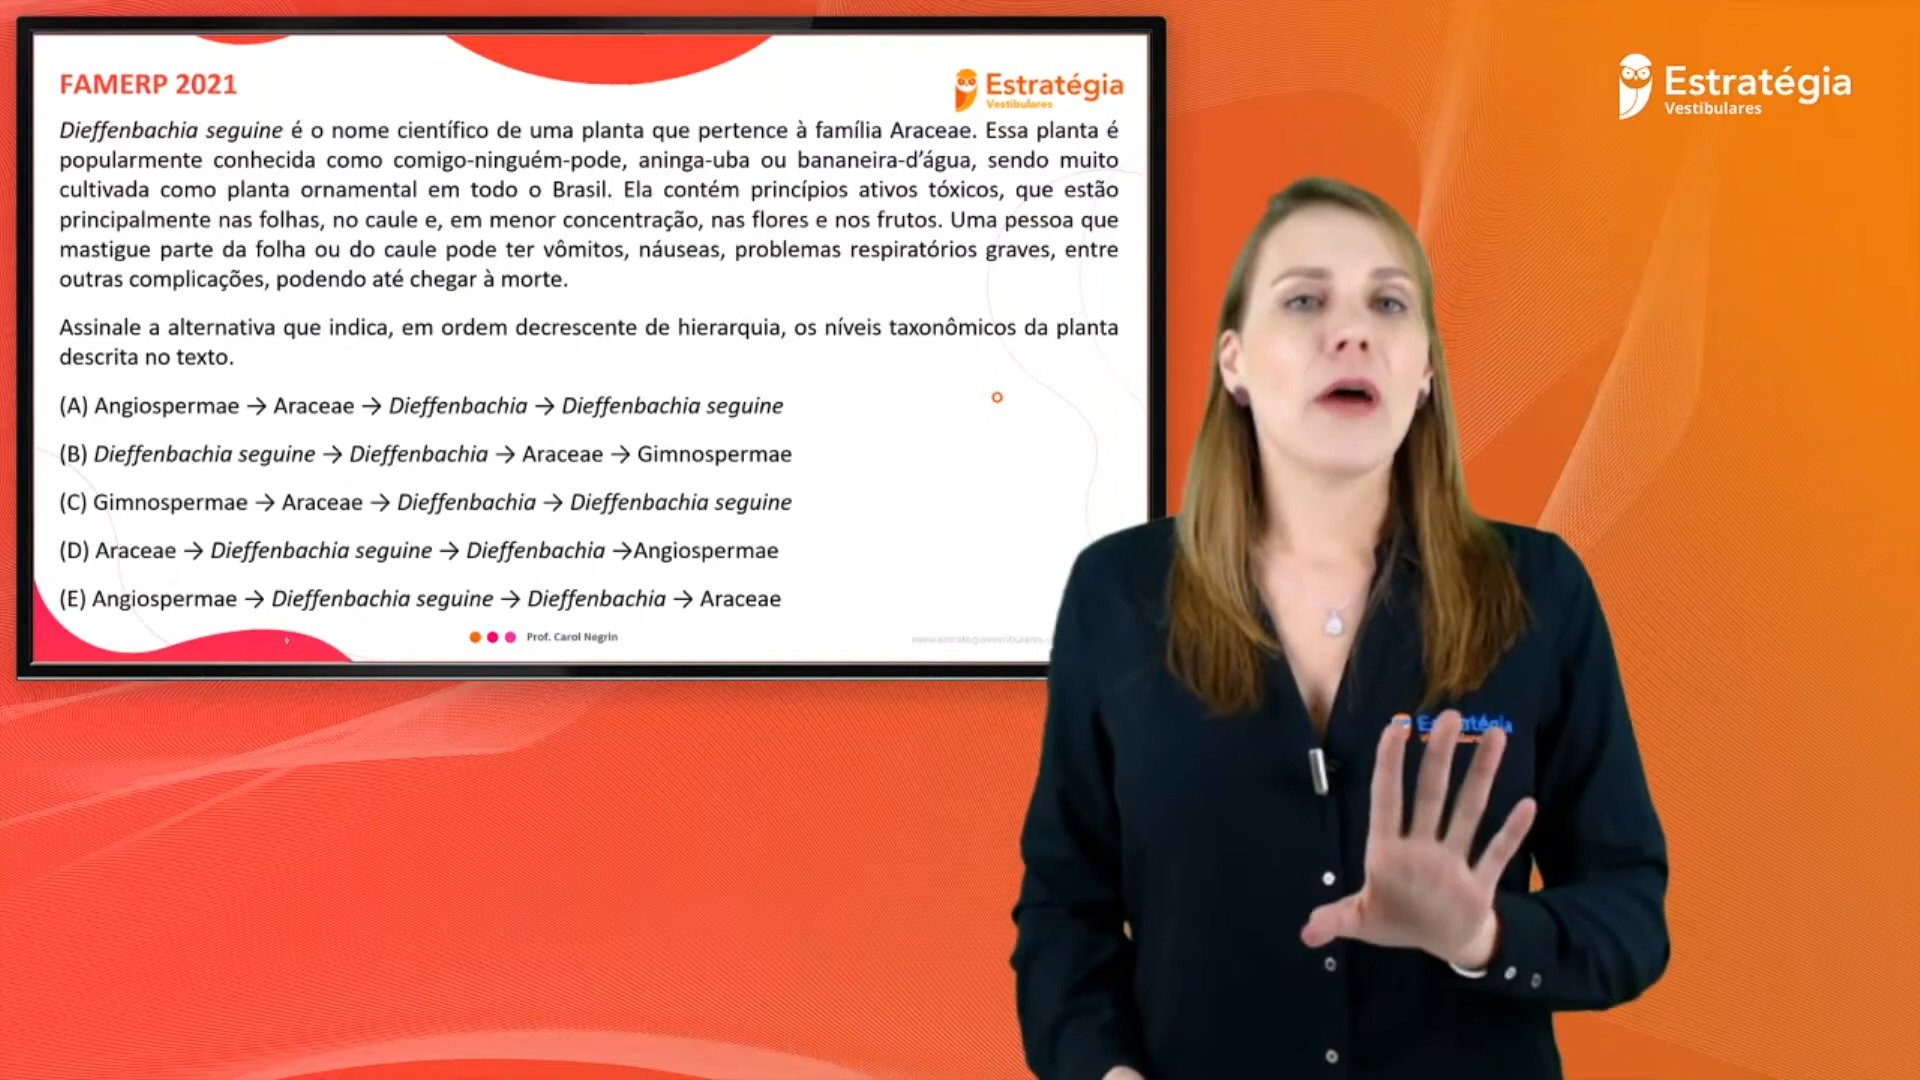 FAMERP 2021
Estratégia
Vestibulares
Dieffenbachia seguine é o nome científico de uma planta que pertence à família Araceae. Essa planta é
popularmente conhecida como comigo-ninguém-pode, aninga-uba ou bananeira-d’água, sendo muito
cultivada como planta ornamental em todo o Brasil. Ela contém princípios ativos tóxicos, que estão
principalmente nas folhas, no caule e, em menor concentração, nas flores e nos frutos. Uma pessoa que
mastigue parte da folha ou do caule pode ter vômitos, náuseas, problemas respiratórios graves, entre
outras complicações, podendo até chegar à morte.
Assinale a alternativa que indica, em ordem decrescente de hierarquia, os níveis taxonômicos da planta
descrita no texto.
(A) Angiospermae → Araceae → Dieffenbachia → Dieffenbachia seguine
(B) Dieffenbachia seguine → Dieffenbachia → Araceae → Gimnospermae
(C) Gimnospermae → Araceae → Dieffenbachia → Dieffenbachia seguine
(D) Araceae → Dieffenbachia seguine → Dieffenbachia →Angiospermae
(E) Angiospermae → Dieffenbachia seguine → Dieffenbachia → Araceae
Prof. Carol Negrin
Estratégia
Vestibulares